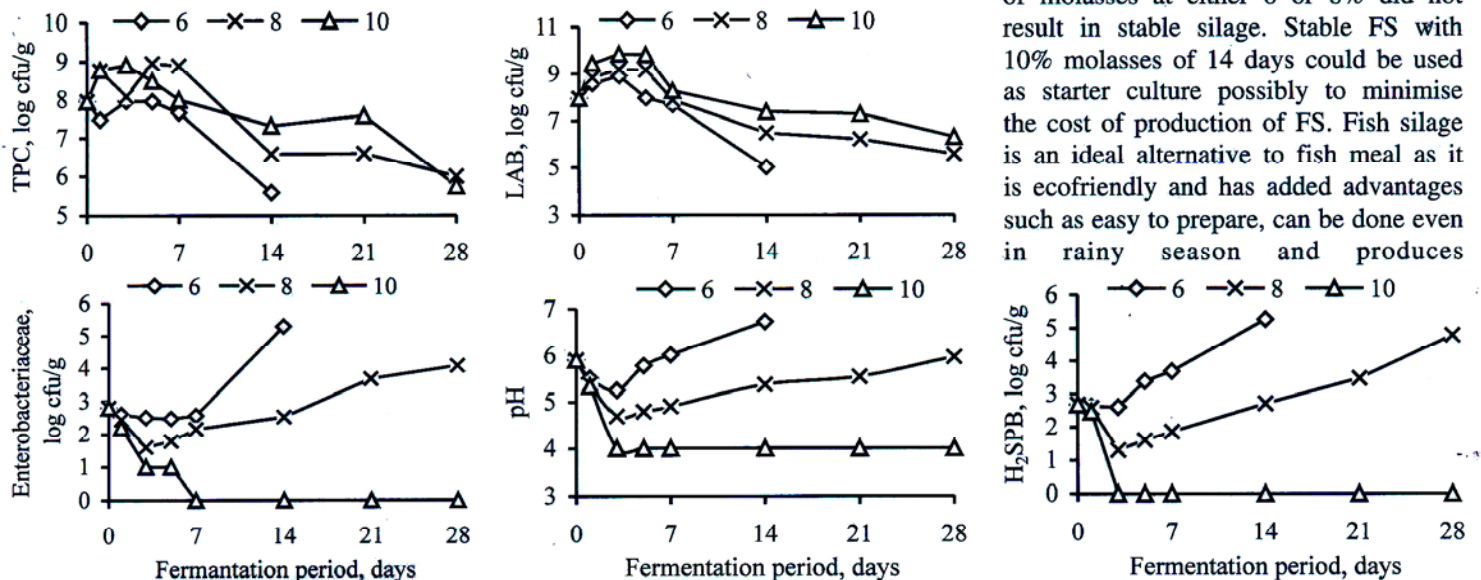 6 8 10
TPC, log cfu/g
10
9
8
7
6
5
0 7 14 21 28
6 8 10
LAB, log cfu/g
11
9
7
5
3
0 7 14 21 28
result in stable silage. Stable FS with
10% molasses of 14 days could be used
as starter culture possibly to minimise
the cost of production of FS. Fish silage
is an ideal alternative to fish meal as it
is ecofriendly and has added advantages
such as easy to prepare, can be done even
in rainy season and produces
6 8 10
Enterobacteriaceae,
log cfu/g
6
5
4
3
2
1
0
0 7 14 21 28
Fermantation period, days
6 8 10
pH
7
6
5
4
3
0 7 14 21 28
Fermentation period, days
6 8 10
H₂SPB, log cfu/g
6
5
4
3
2
1
0
0 7 14 21 28
Fermentation period, days